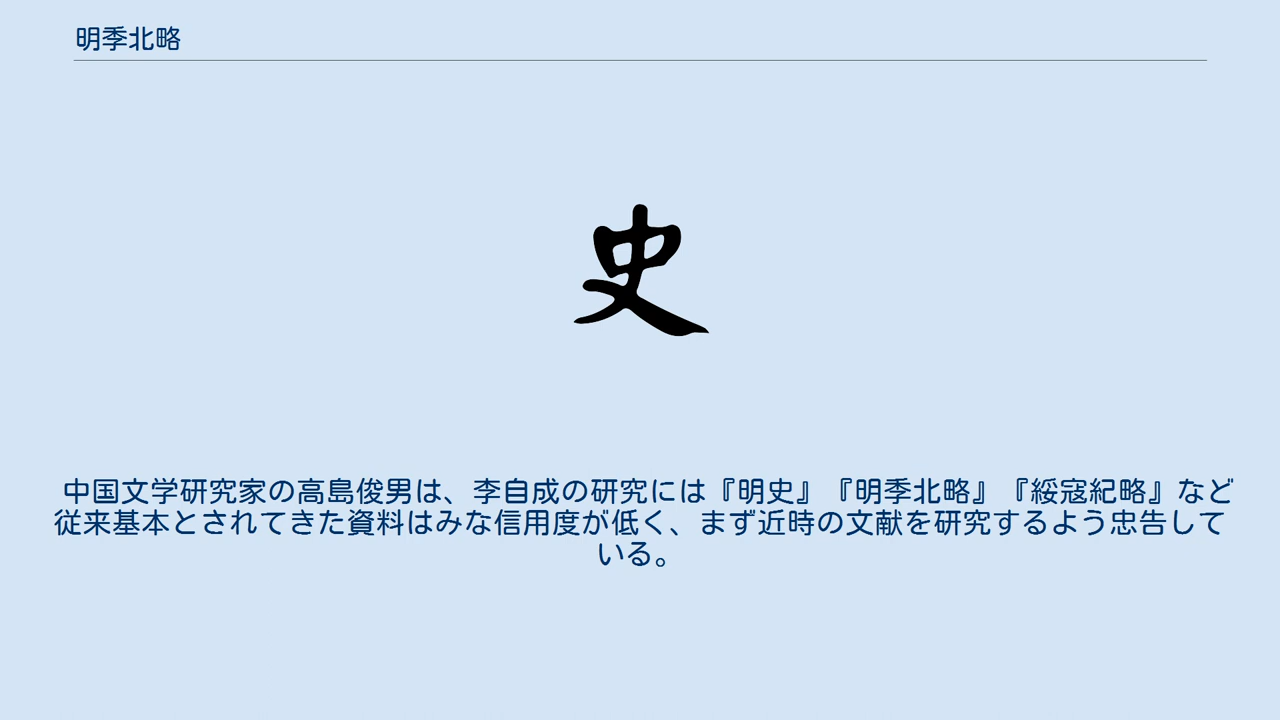 明季北略
史
中国文学研究家の高島俊男は、李自成の研究には『明史』『明季北略』『綏寇紀略』など
従来基本とされてきた資料はみな信用度が低く、まず近時の文献を研究するよう忠告して
いる。